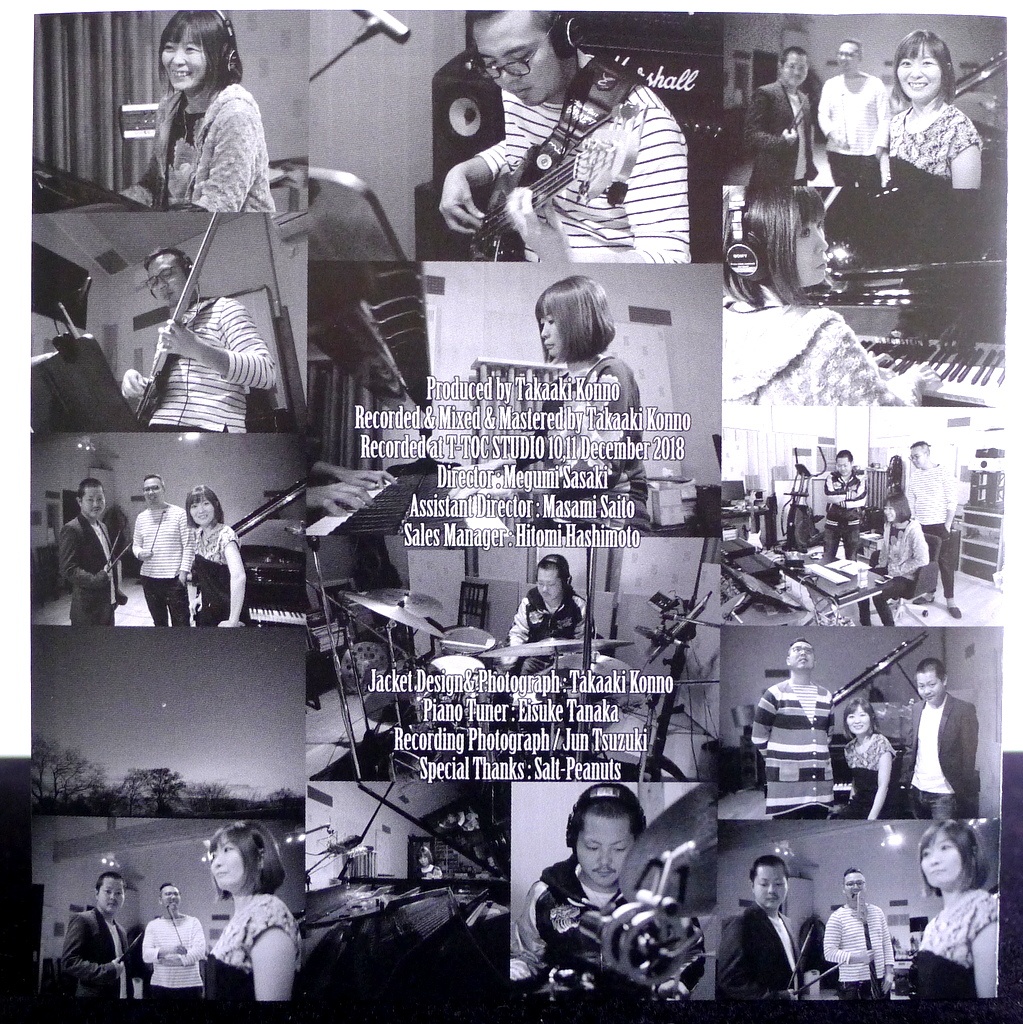 Marshall
SONY
Produced by Takaaki Konno
Recorded & Mixed & Mastered by Takaaki Konno
Recorded at T-TOC STUDIO 10,11 December 2018
Director : Megumi Sasaki
Assistant Director : Masami Saito
Sales Manager : Hitomi Hashimoto
Jacket Design & Photograph : Takaaki Konno
Piano Tuner : Eisuke Tanaka
Recording Photograph / Jun Tsuzuki
Special Thanks : Salt-Peanuts